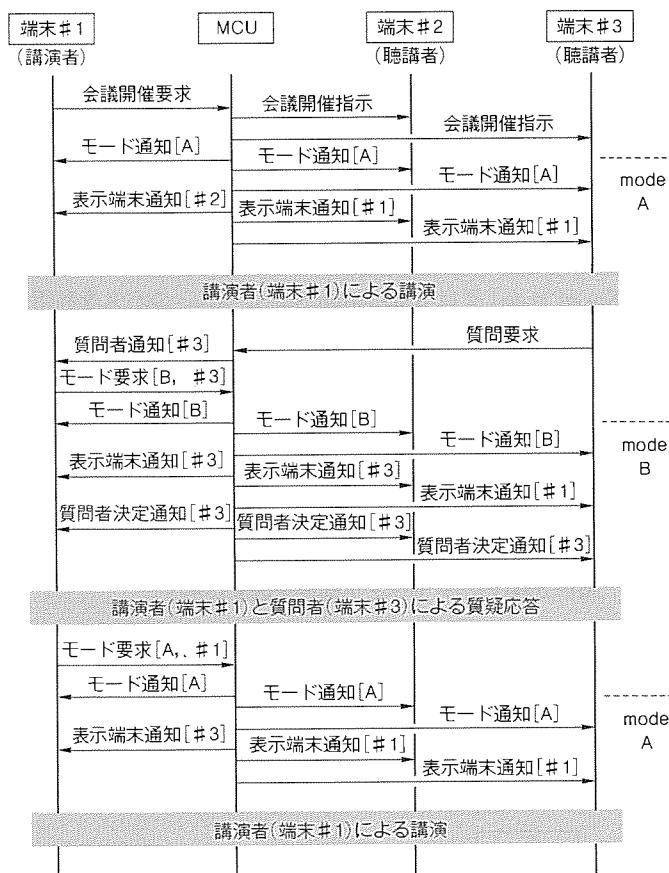 端末＃1 MCU 端末＃2 端末＃3
(講演者) (聴講者) (聴講者)
会議開催要求
会議開催指示
会議開催指示
モード通知[A]
モード通知[A]
モード通知[A]
mode
A
表示端末通知[＃2]
表示端末通知[＃1]
表示端末通知[＃1]
講演者(端末＃1)による講演
質問要求
質問者通知[＃3]
モード要求[B, ＃3]
モード通知[B]
モード通知[B]
モード通知[B]
mode
B
表示端末通知[＃3]
表示端末通知[＃3]
表示端末通知[＃1]
質問者決定通知[＃3]
質問者決定通知[＃3]
質問者決定通知[＃3]
講演者(端末＃1)と質問者(端末＃3)による質疑応答
モード要求[A,. ＃1]
モード通知[A]
モード通知[A]
モード通知[A]
mode
A
表示端末通知[＃3]
表示端末通知[＃1]
表示端末通知[＃1]
講演者(端末＃1)による講演